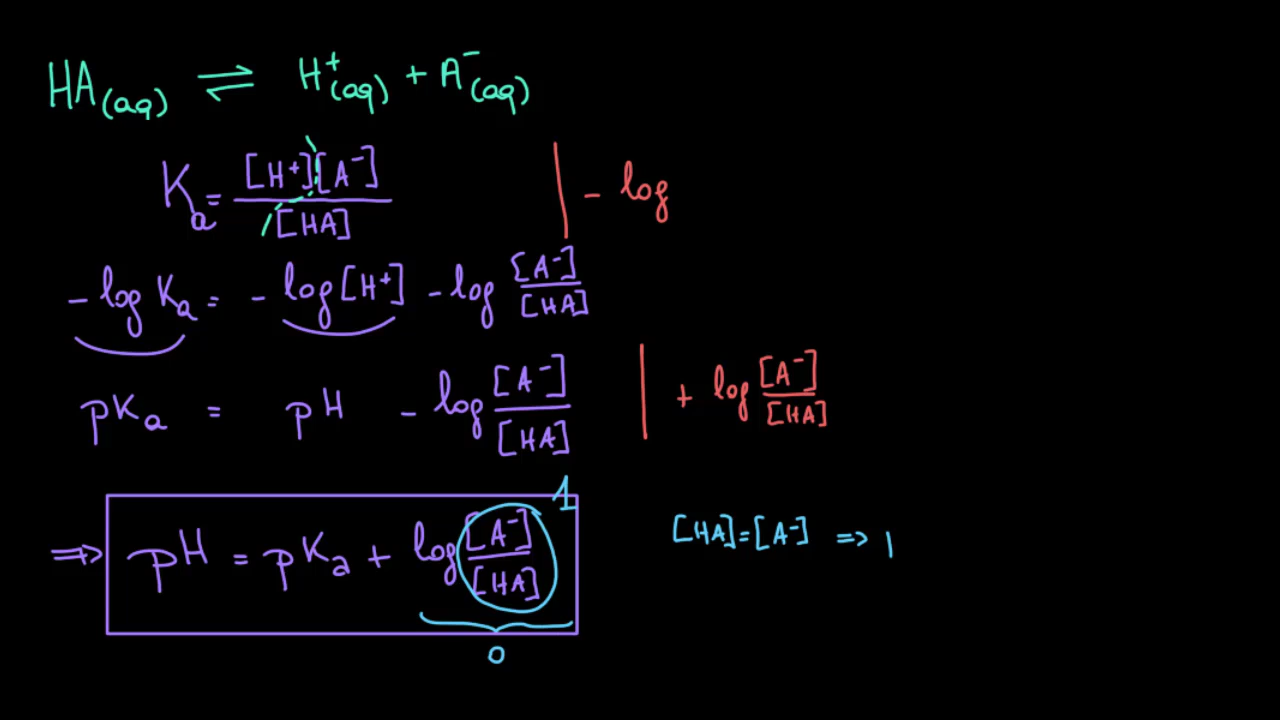 HA(aq) ⇌ H⁺(aq) + A⁻(aq)
Kₐ = [H⁺][A⁻] / [HA] | - log
- log Kₐ = - log [H⁺] - log [A⁻] / [HA]
pKₐ = pH - log [A⁻] / [HA] | + log [A⁻] / [HA]
1
⇒ pH = pKₐ + log [A⁻] / [HA]
[HA] = [A⁻] ⇒ 1
0